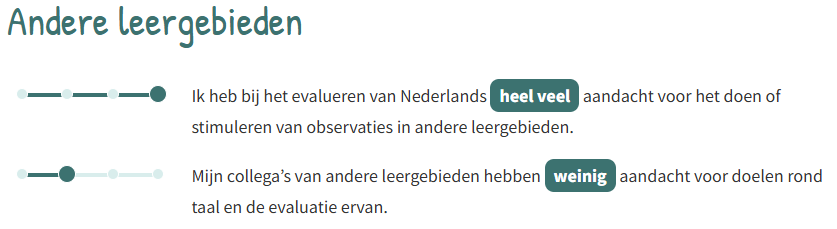 Andere leergebieden
Ik heb bij het evalueren van Nederlands heel veel aandacht voor het doen of
stimuleren van observaties in andere leergebieden.
Mijn collega’s van andere leergebieden hebben weinig aandacht voor doelen rond
taal en de evaluatie ervan.